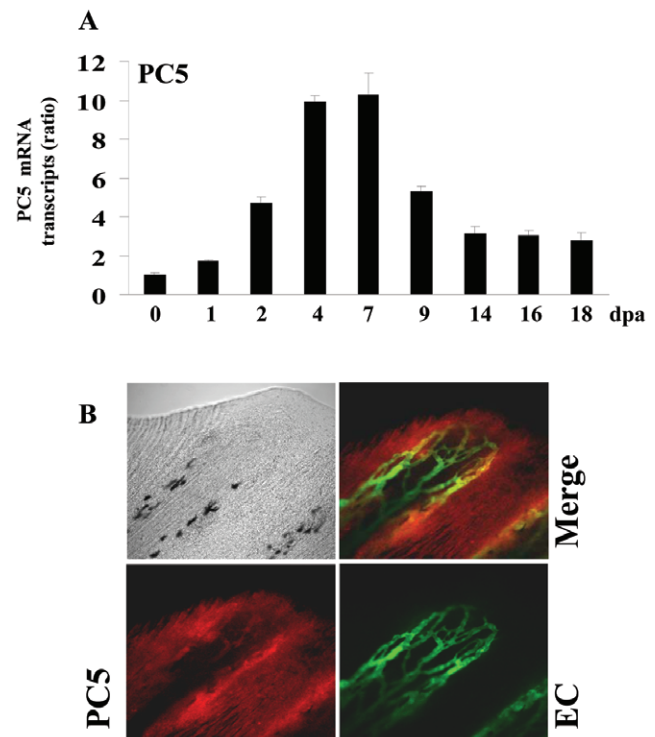 A
PC5
PC5 mRNA
transcripts (ratio)
12
10
8
6
4
2
0
0 1 2 4 7 9 14 16 18 dpa
B
Merge
PC5
EC